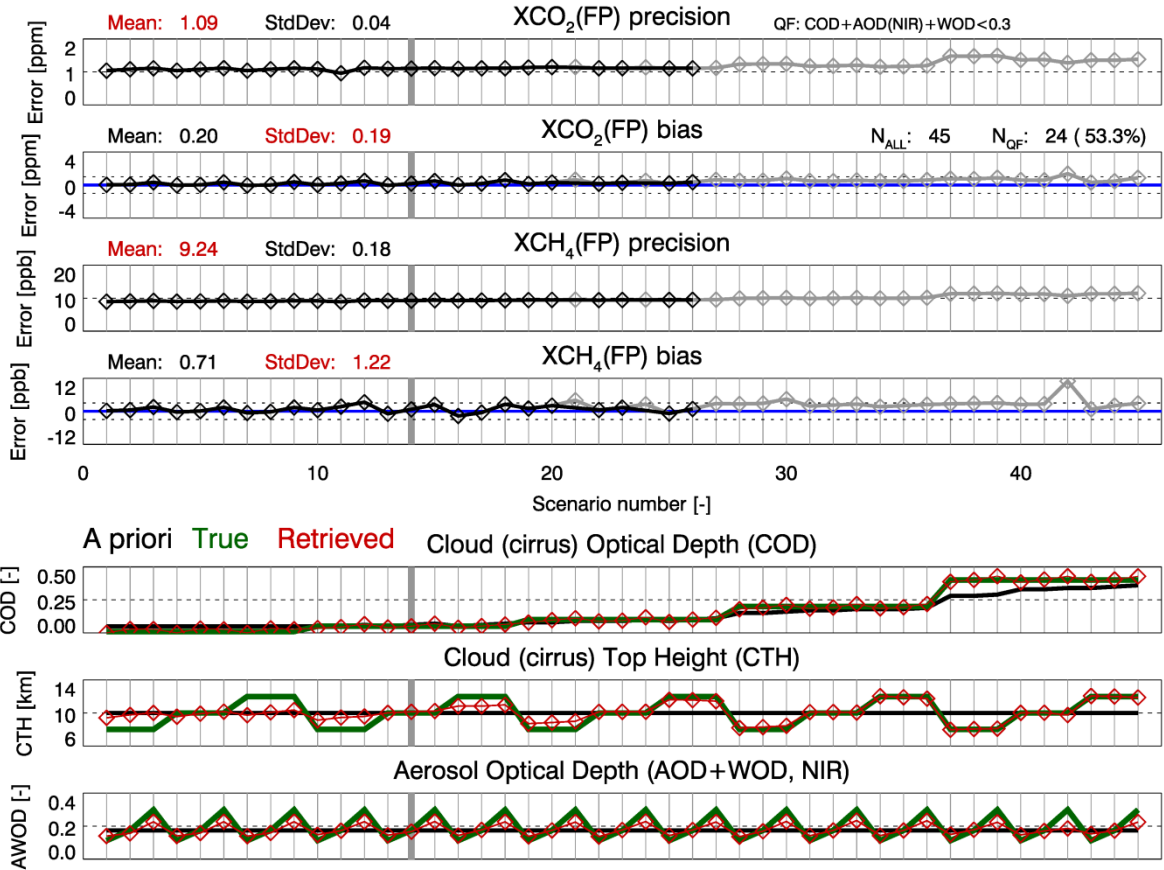 Mean: 1.09 StdDev: 0.04 XCO₂(FP) precision QF: COD+AOD(NIR)+WOD<0.3
Error [ppm]
2
1
0
Mean: 0.20 StdDev: 0.19 XCO₂(FP) bias N_ALL: 45 N_QF: 24 ( 53.3%)
Error [ppm]
4
0
-4
Mean: 9.24 StdDev: 0.18 XCH₄(FP) precision
Error [ppb]
20
10
0
Mean: 0.71 StdDev: 1.22 XCH₄(FP) bias
Error [ppb]
12
0
-12
0 10 20 30 40
Scenario number [-]
A priori True Retrieved Cloud (cirrus) Optical Depth (COD)
COD [-]
0.50
0.25
0.00
Cloud (cirrus) Top Height (CTH)
CTH [km]
14
10
6
Aerosol Optical Depth (AOD+WOD, NIR)
AWOD [-]
0.4
0.2
0.0